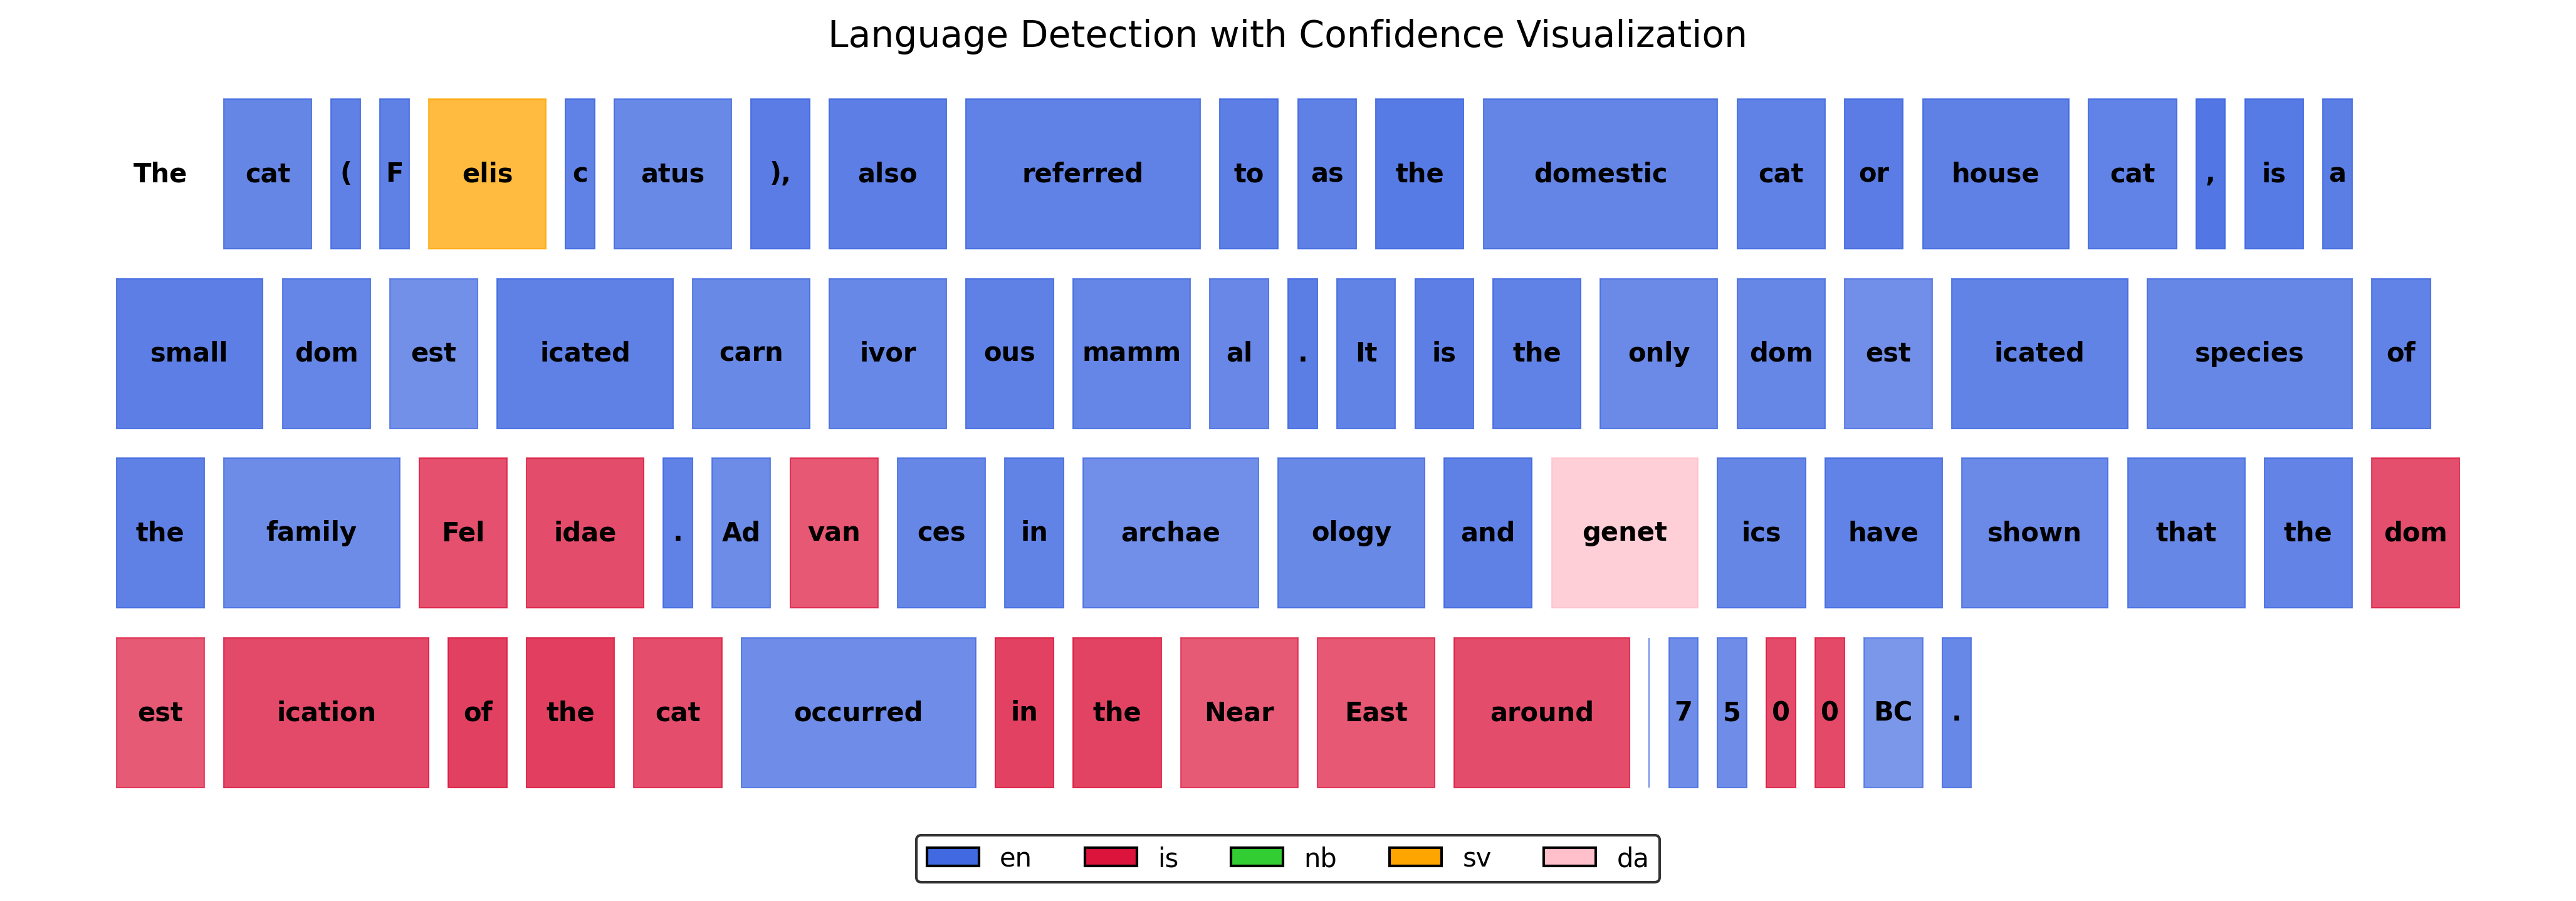 Language Detection with Confidence Visualization
The cat ( F elis c atus ), also referred to as the domestic cat or house cat , is a
small dom est icated carn ivor ous mamm al . It is the only dom est icated species of
the family Fel idae . Ad van ces in archae ology and genet ics have shown that the dom
est ication of the cat occurred in the Near East around 7 5 0 0 BC .
en is nb sv da